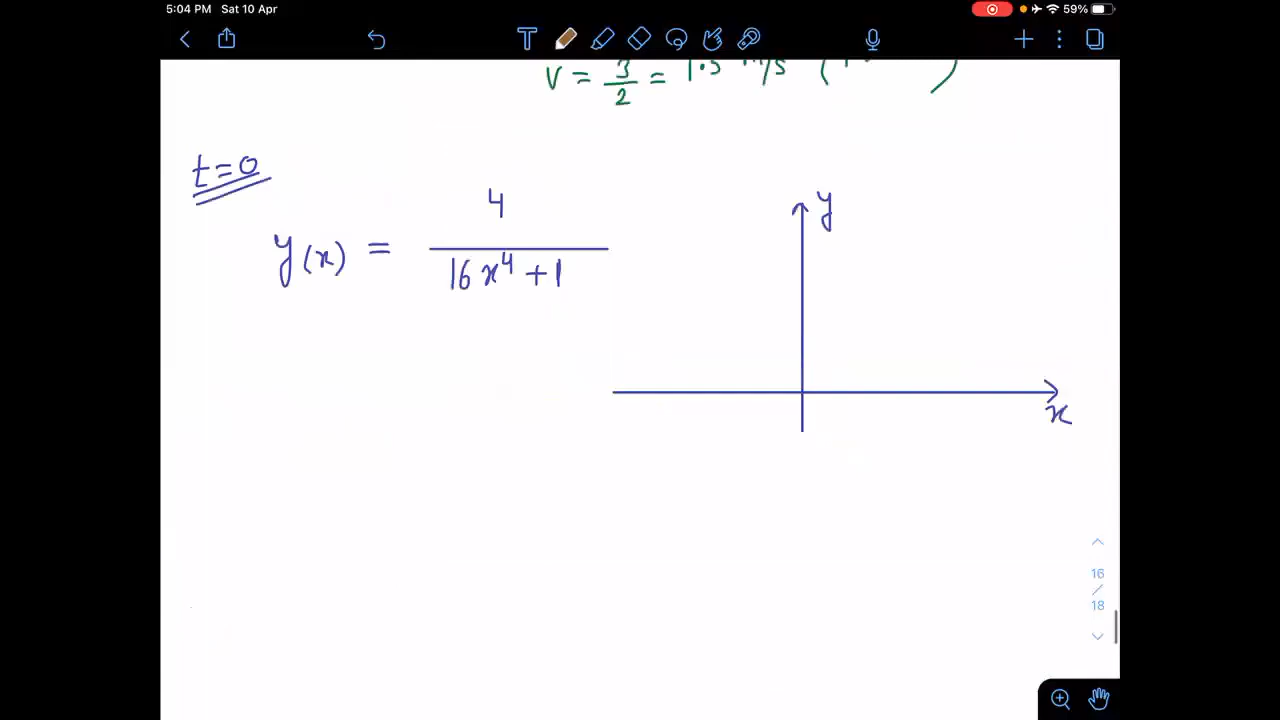 5:04 PM Sat 10 Apr 59%
T
v = 3/2 = 1.5 m/s (
t=0
y(x) = 4/(16x⁴+1)
y
x
16
/
18